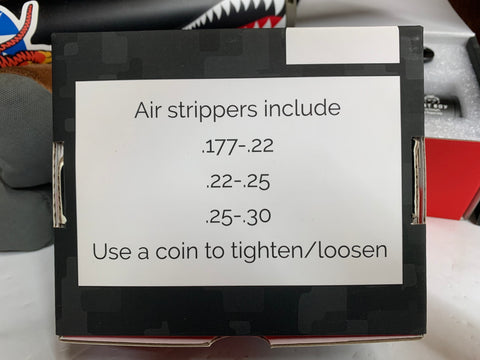 Air strippers include
.177-.22
.22-.25
.25-.30
Use a coin to tighten/loosen